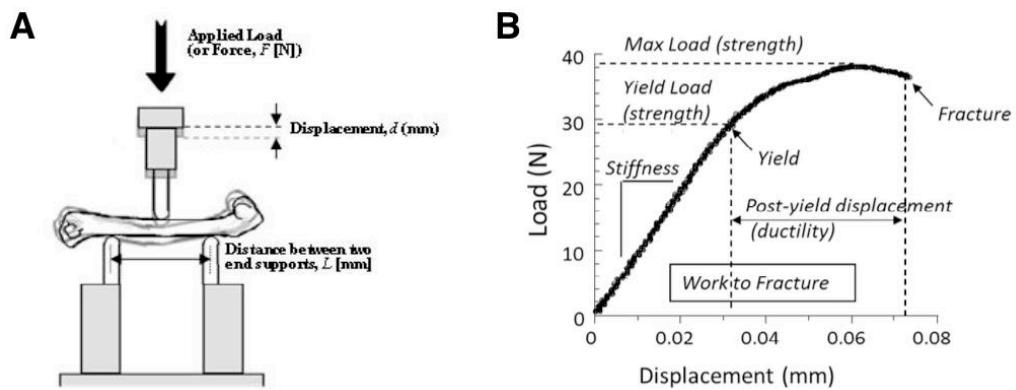 A
Applied Load
(or Force, F [N])
Displacement, d (mm)
Distance between two
end supports, L [mm]
B
Max Load (strength)
Yield Load
(strength)
Fracture
Yield
Stiffness
Post-yield displacement
(ductility)
Work to Fracture
Load (N)
40
30
20
10
0
0
0.02
0.04
0.06
0.08
Displacement (mm)